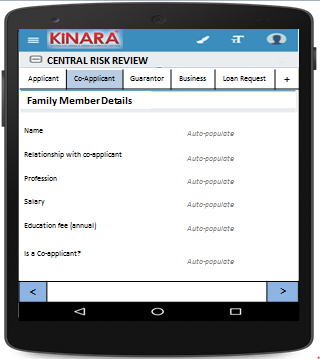 KINARA
CENTRAL RISK REVIEW
Applicant Co-Applicant Guarantor Business Loan Request +
Family Member Details
Name Auto-populate
Relationship with co-applicant Auto-populate
Profession Auto-populate
Salary Auto-populate
Education fee (annual) Auto-populate
Is a Co-applicant? Auto-populate
< >